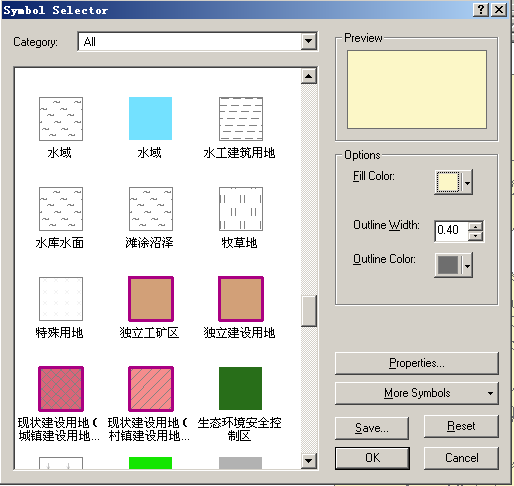 Symbol Selector
Category:
All
水域
水域
水工建筑用地
水库水面
滩涂沼泽
牧草地
特殊用地
独立工矿区
独立建设用地
现状建设用地(
城镇建设用地...
现状建设用地(
村镇建设用地...
生态环境安全控
制区
Preview
Options
Fill Color:
Outline Width:
0.40
Outline Color:
Properties...
More Symbols
Save...
Reset
OK
Cancel